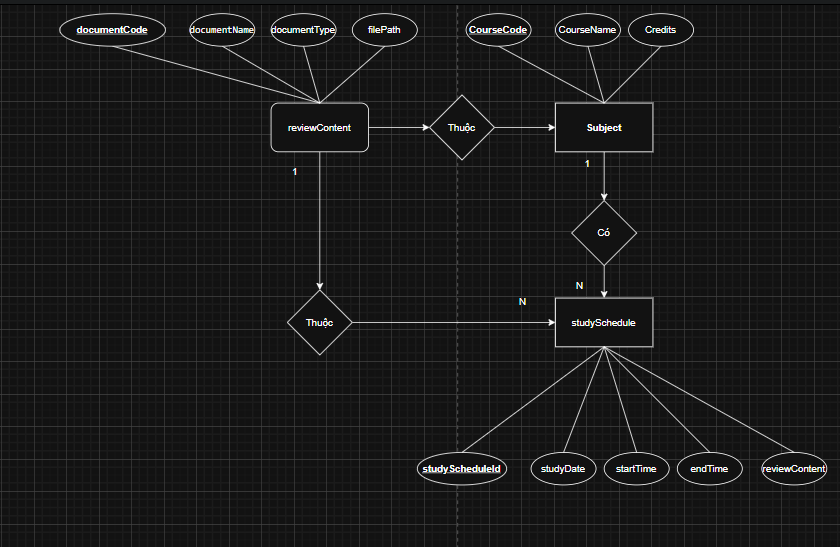 documentCode
documentName
documentType
filePath
CourseCode
CourseName
Credits
reviewContent
Thuộc
Subject
1
1
Có
N
N
Thuộc
studySchedule
studyScheduleId
studyDate
startTime
endTime
reviewContent